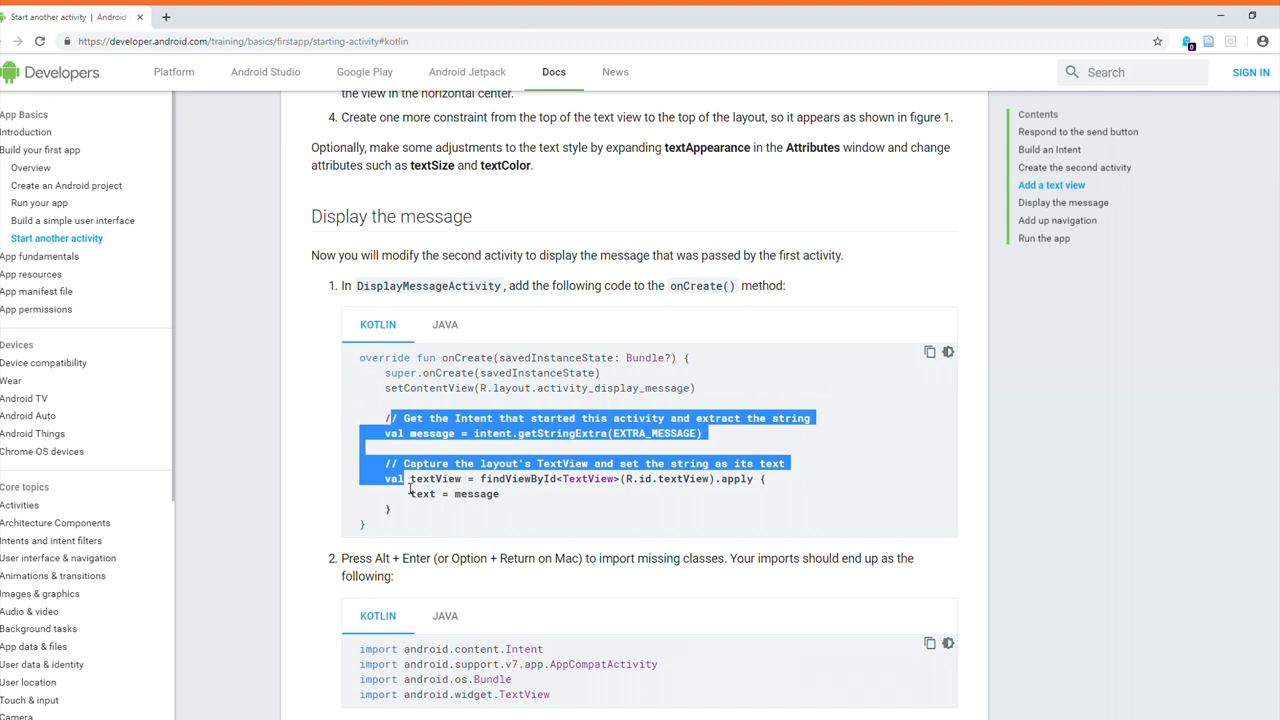 Start another activity | Android
https://developer.android.com/training/basics/firstapp/starting-activity#kotlin
0
Developers
Platform
Android Studio
Google Play
Android Jetpack
Docs
News
Search
SIGN IN
App Basics
Introduction
Build your first app
Overview
Create an Android project
Run your app
Build a simple user interface
Start another activity
App fundamentals
App resources
App manifest file
App permissions
Devices
Device compatibility
Wear
Android TV
Android Auto
Android Things
Chrome OS devices
Core topics
Activities
Architecture Components
Intents and intent filters
User interface & navigation
Animations & transitions
Images & graphics
Audio & video
Background tasks
App data & files
User data & identity
User location
Touch & input
Camera
the view in the horizontal center.
4. Create one more constraint from the top of the text view to the top of the layout, so it appears as shown in figure 1.
Optionally, make some adjustments to the text style by expanding textAppearance in the Attributes window and change
attributes such as textSize and textColor.
Display the message
Now you will modify the second activity to display the message that was passed by the first activity.
1. In DisplayMessageActivity, add the following code to the onCreate() method:
KOTLIN
JAVA
override fun onCreate(savedInstanceState: Bundle?) {
super.onCreate(savedInstanceState)
setContentView(R.layout.activity_display_message)
// Get the Intent that started this activity and extract the string
val message = intent.getStringExtra(EXTRA_MESSAGE)
// Capture the layout's TextView and set the string as its text
val textView = findViewById<TextView>(R.id.textView).apply {
text = message
}
}
2. Press Alt + Enter (or Option + Return on Mac) to import missing classes. Your imports should end up as the
following:
KOTLIN
JAVA
import android.content.Intent
import android.support.v7.app.AppCompatActivity
import android.os.Bundle
import android.widget.TextView
Contents
Respond to the send button
Build an Intent
Create the second activity
Add a text view
Display the message
Add up navigation
Run the app